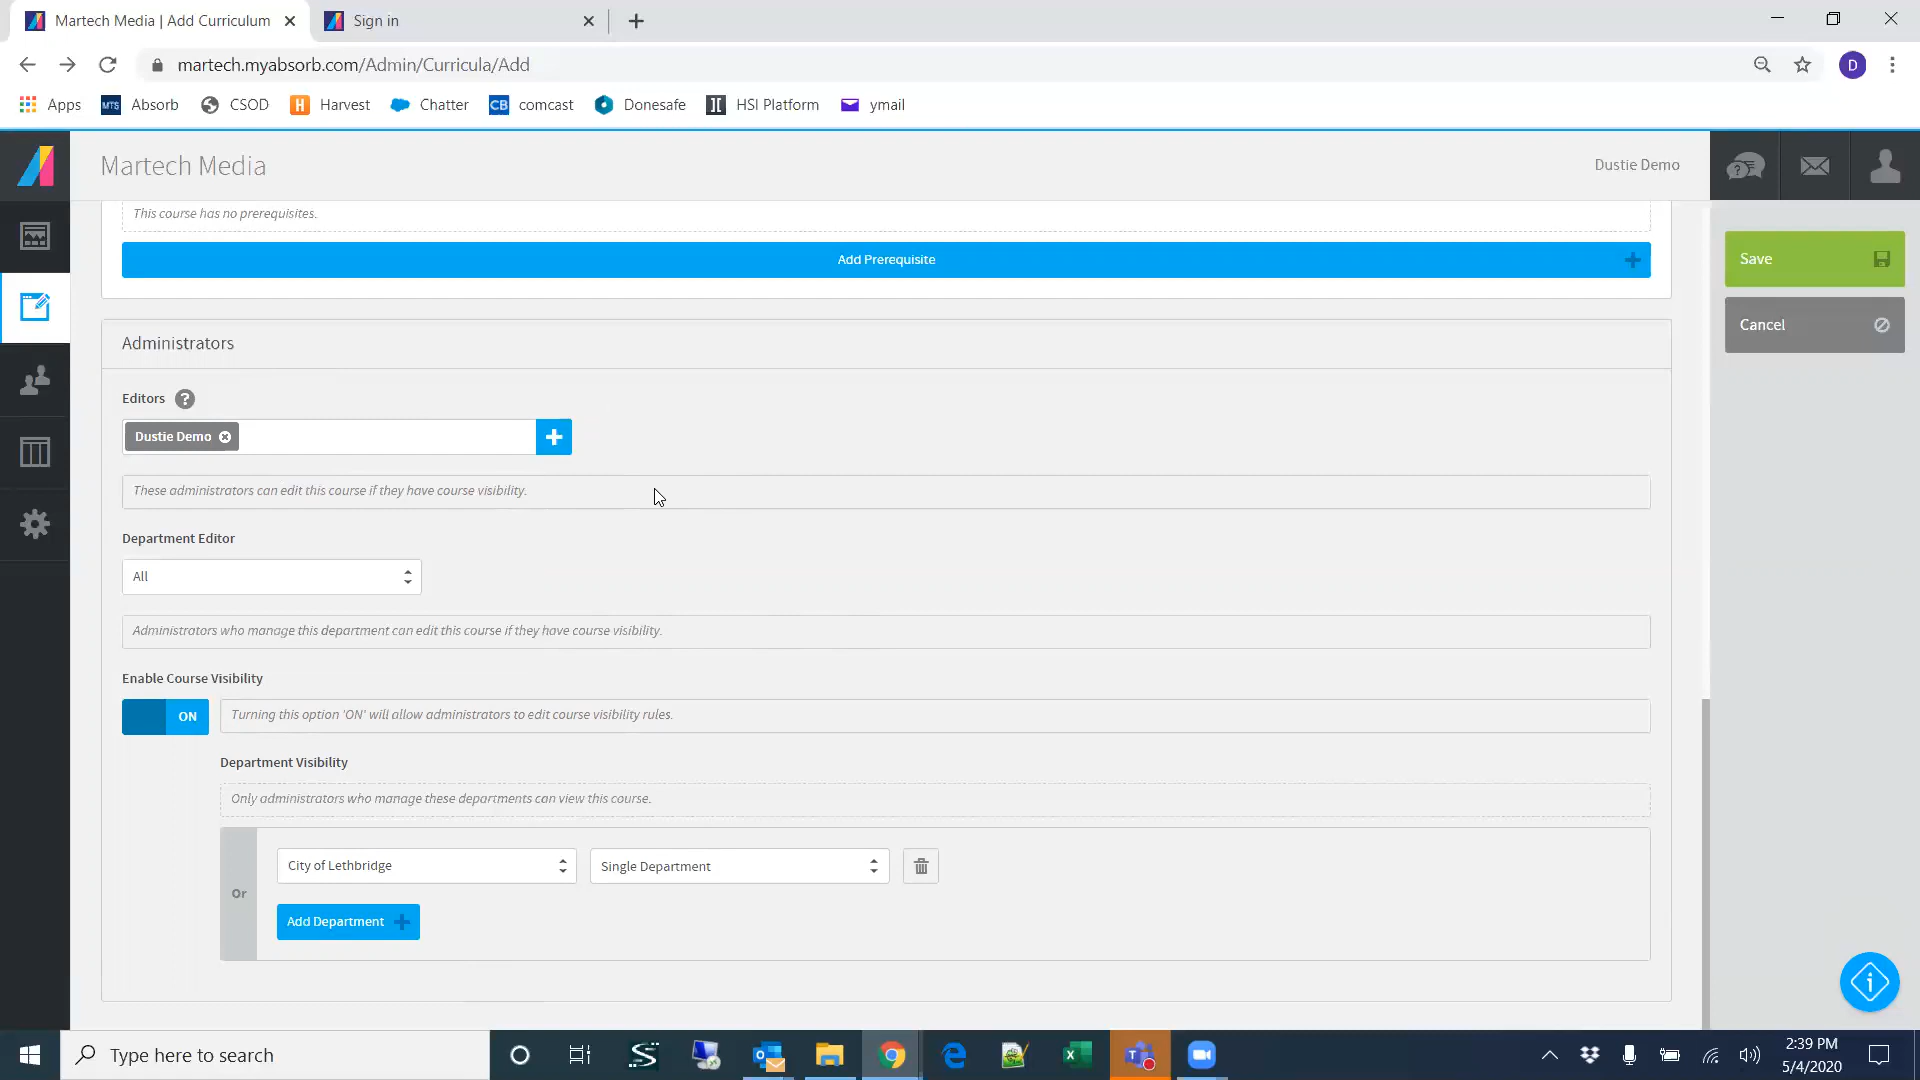 Martech Media | Add Curriculum
Sign in
martech.myabsorb.com/Admin/Curricula/Add
D
Apps
MTS
Absorb
CSOD
H
Harvest
Chatter
CB
comcast
Donesafe
HSI Platform
ymail
Martech Media
Dustie Demo
This course has no prerequisites.
Add Prerequisite
Save
Cancel
Administrators
Editors ?
Dustie Demo
These administrators can edit this course if they have course visibility.
Department Editor
All
Administrators who manage this department can edit this course if they have course visibility.
Enable Course Visibility
ON
Turning this option 'ON' will allow administrators to edit course visibility rules.
Department Visibility
Only administrators who manage these departments can view this course.
Or
City of Lethbridge
Single Department
Add Department
Type here to search
2:39 PM
5/4/2020